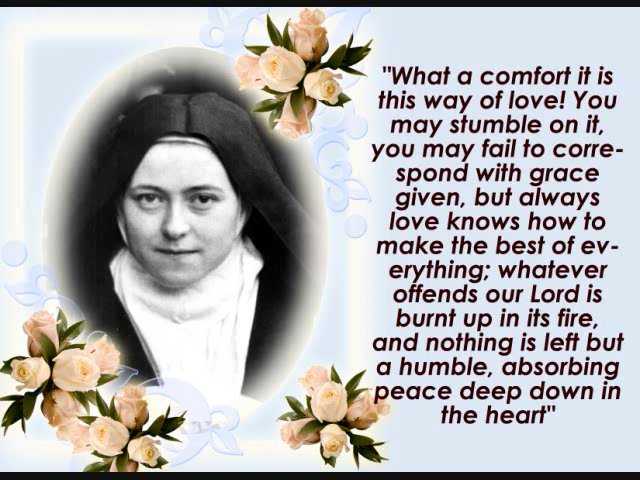 "What a comfort it is
this way of love! You
may stumble on it,
you may fail to corre-
spond with grace
given, but always
love knows how to
make the best of ev-
erything; whatever
offends our Lord is
burnt up in its fire,
and nothing is left but
a humble, absorbing
peace deep down in
the heart"